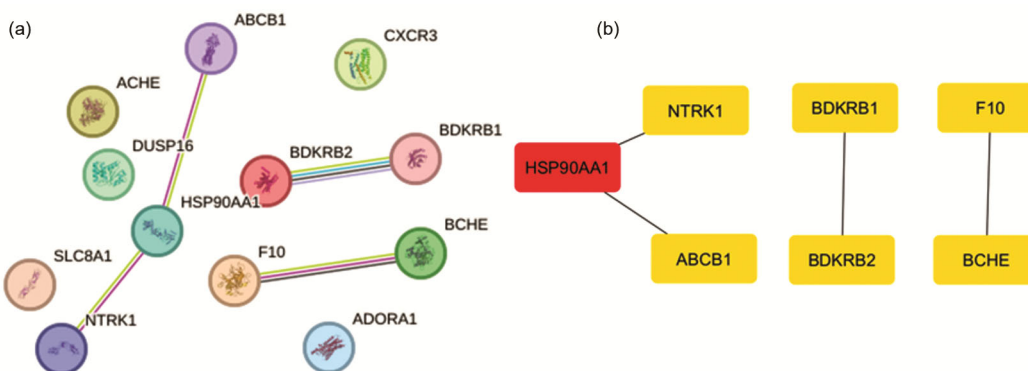 (a)
ABCB1
CXCR3
ACHE
DUSP16
BDKRB2
BDKRB1
HSP90AA1
SLC8A1
F10
BCHE
NTRK1
ADORA1
(b)
NTRK1
BDKRB1
F10
HSP90AA1
ABCB1
BDKRB2
BCHE